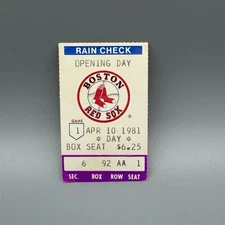 RAIN CHECK
OPENING DAY
BOSTON
RED SOX
GAME
1 APR 10 1981
* DAY *
BOX SEAT $6.25
6 92 AA 1
SEC. BOX ROW SEAT